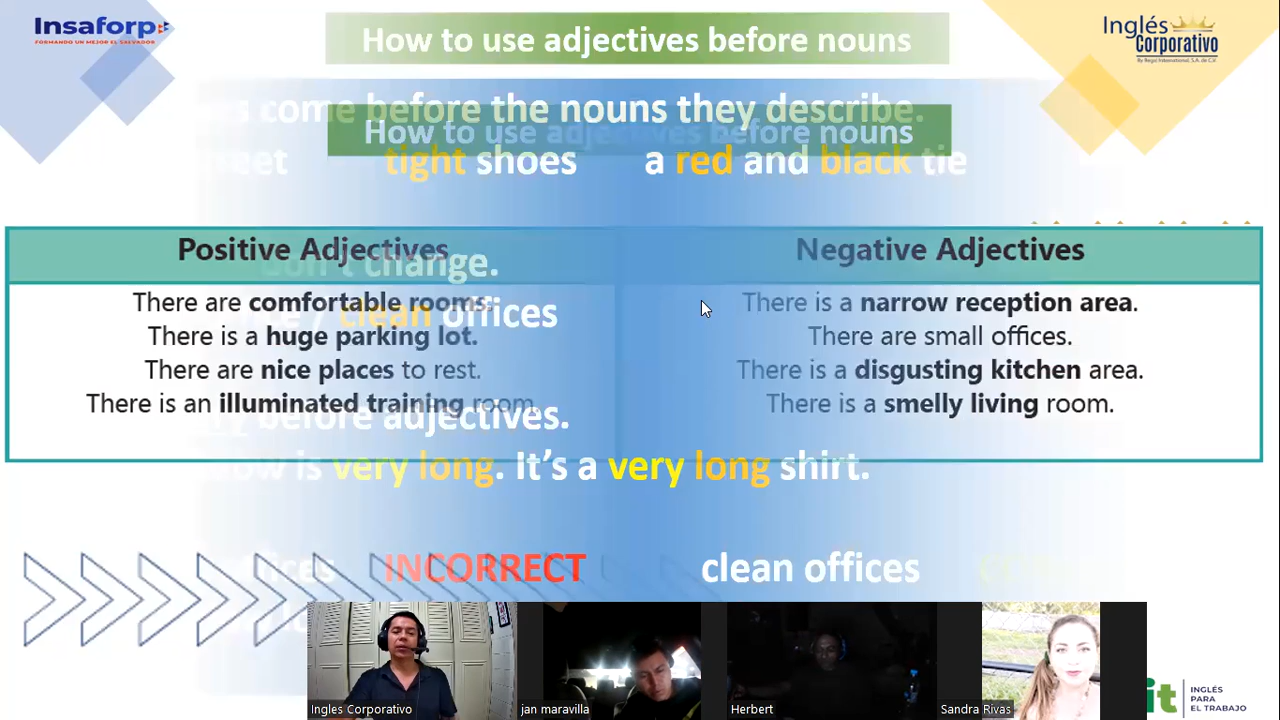 Insaforp
FORMANDO UN MEJOR EL SALVADOR
How to use adjectives before nouns
Inglés
Corporativo
By Regal International, S.A. de C.V.
come before the nouns they describe.
How to use adjectives before nouns
tight shoes a red and black tie
Positive Adjectives Negative Adjectives
don't change.
There are comfortable rooms. There is a narrow reception area.
clean offices
There is a huge parking lot. There are small offices.
There are nice places to rest. There is a disgusting kitchen area.
There is an illuminated training room. There is a smelly living room.
before adjectives.
is very long. It's a very long shirt.
INCORRECT clean offices
Ingles Corporativo
jan maravilla
Herbert
Sandra Rivas
it
INGLÉS
PARA
EL TRABAJO